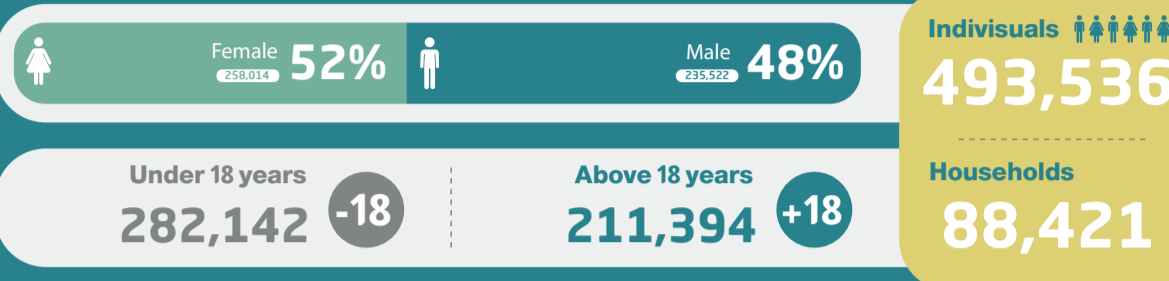 Female 52%
258,014
Male 48%
235,522
Under 18 years
282,142
-18
Above 18 years
211,394
+18
Indivisuals
493,536
Households
88,421